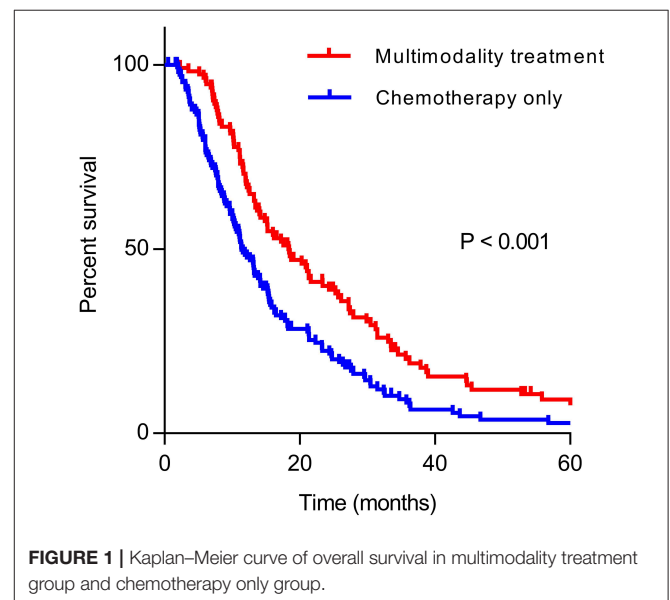 Multimodality treatment
Chemotherapy only
100
50
0
Percent survival
P < 0.001
0 20 40 60
Time (months)
FIGURE 1 | Kaplan–Meier curve of overall survival in multimodality treatment
group and chemotherapy only group.